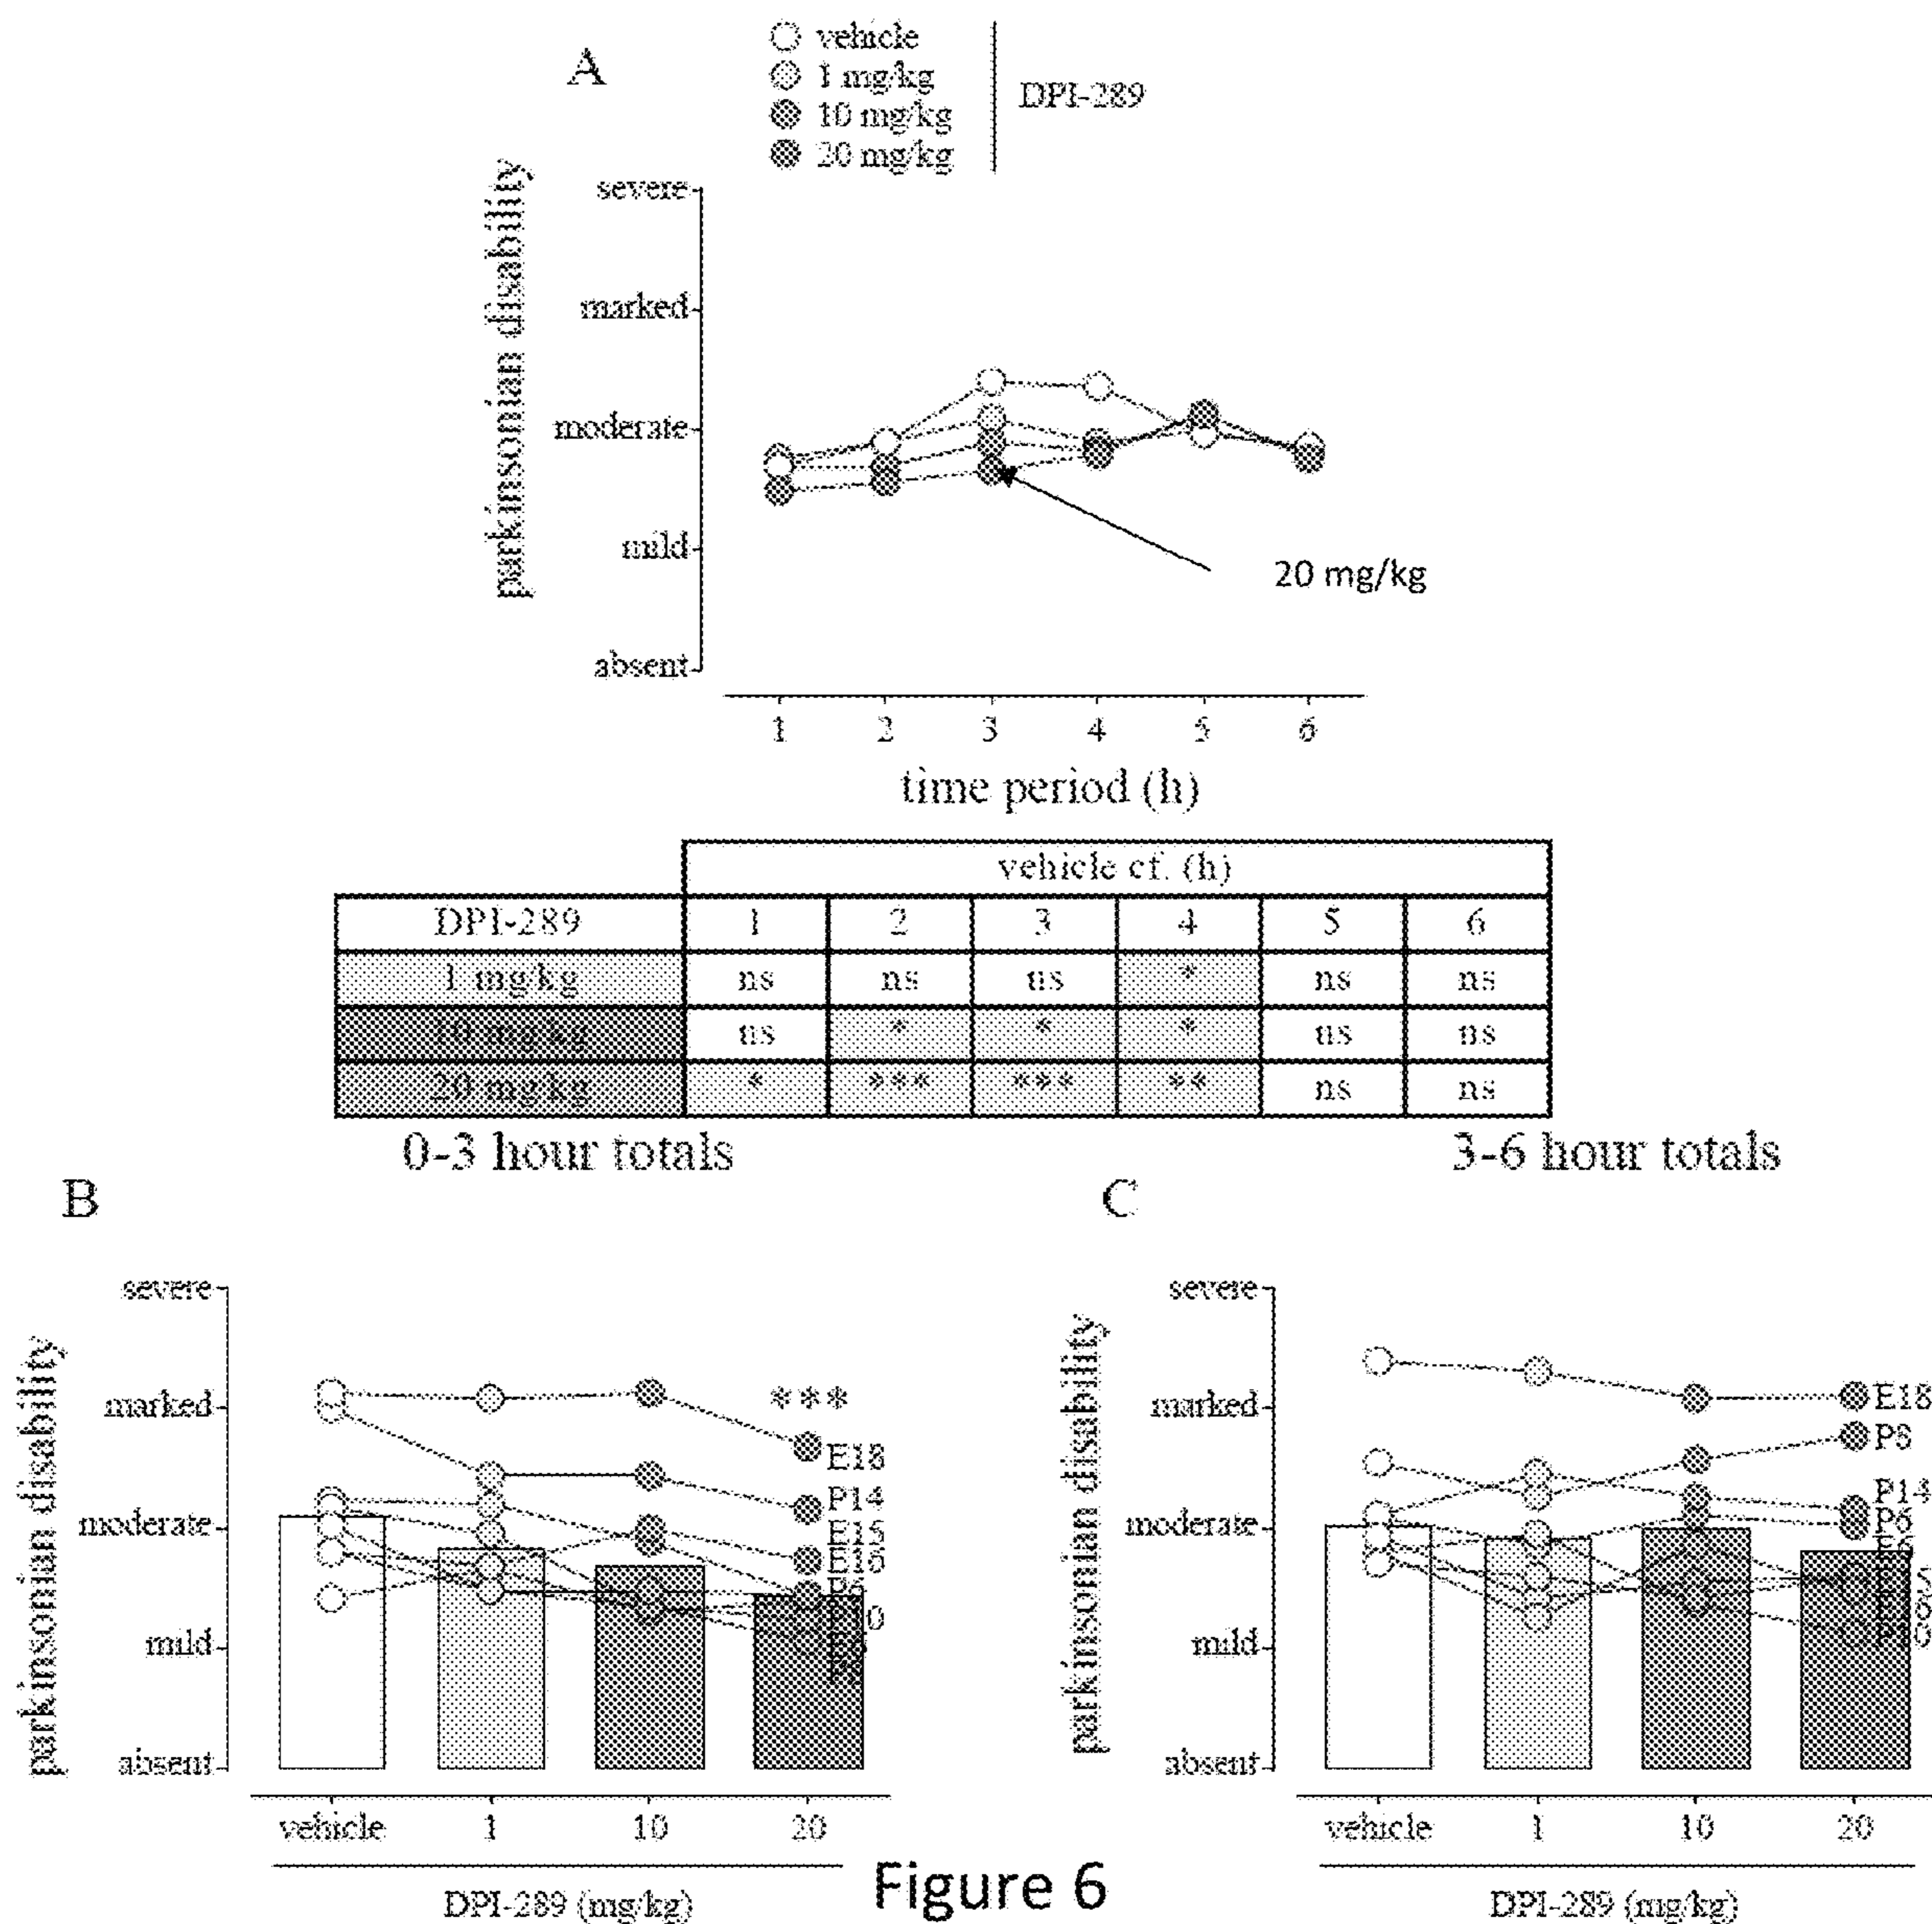 A
vehicle
1 mg/kg
10 mg/kg
20 mg/kg
DPI-289
parkinsonian disability
severe
marked
moderate
mild
absent
20 mg/kg
1 2 3 4 5 6
time period (h)
vehicle cf. (h)
DPI-289 1 2 3 4 5 6
1 mg/kg ns ns ns * ns ns
10 mg/kg ns * * * ns ns
20 mg/kg * *** *** ** ns ns
0-3 hour totals
3-6 hour totals
B
parkinsonian disability
severe
marked
moderate
mild
absent
***
E18
P14
E15
E16
vehicle 1 10 20
DPI-289 (mg/kg)
C
parkinsonian disability
severe
marked
moderate
mild
absent
E18
P8
P14
P6
P10
vehicle 1 10 20
DPI-289 (mg/kg)
Figure 6